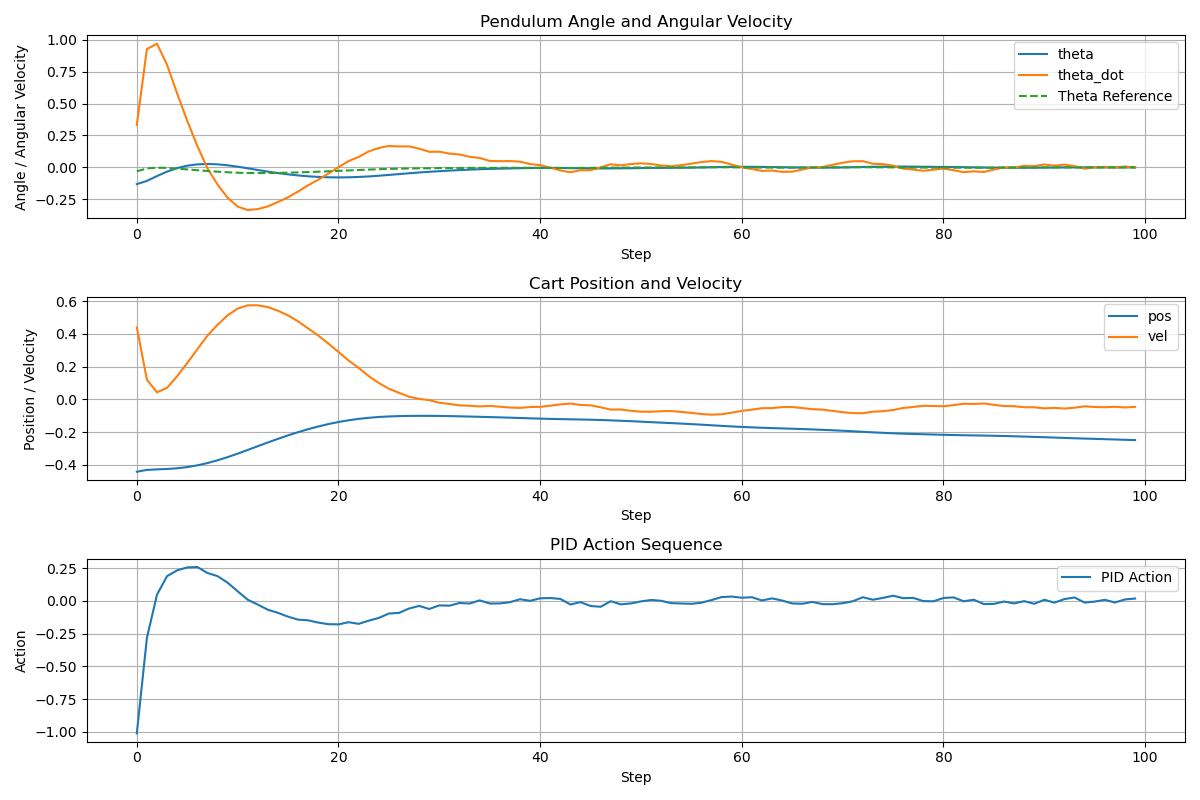 Pendulum Angle and Angular Velocity
Angle / Angular Velocity
1.00
0.75
0.50
0.25
0.00
−0.25
theta
theta_dot
Theta Reference
0 20 40 60 80 100
Step
Cart Position and Velocity
Position / Velocity
0.6
0.4
0.2
0.0
−0.2
−0.4
pos
vel
0 20 40 60 80 100
Step
PID Action Sequence
Action
0.25
0.00
−0.25
−0.50
−0.75
−1.00
PID Action
0 20 40 60 80 100
Step